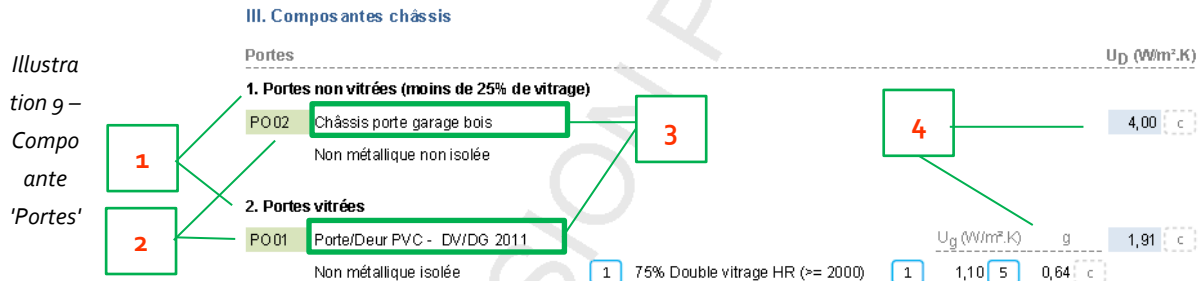 III. Composantes châssis
Portes UD (W/m².K)
Illustra
tion 9 –
Compo
ante
'Portes'
1. Portes non vitrées (moins de 25% de vitrage)
PO02 Châssis porte garage bois 4,00 c
Non métallique non isolée
1
2
3
4
2. Portes vitrées
PO01 Porte/Deur PVC - DV/DG 2011 Ug (W/m².K) g 1,91 c
Non métallique isolée 1 75% Double vitrage HR (>= 2000) 1 1,10 5 0,64 c